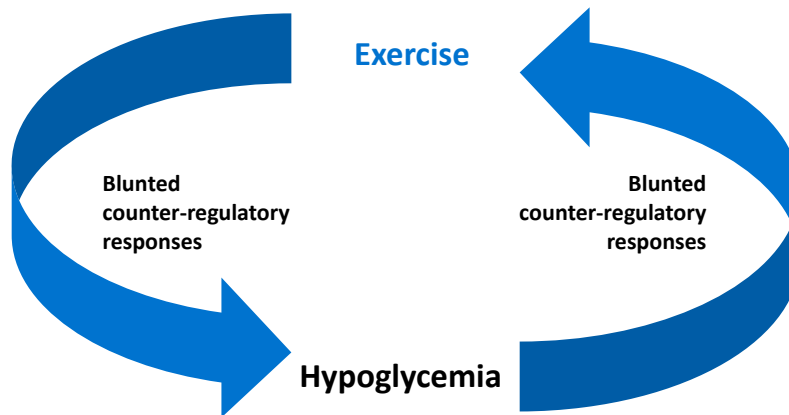 Exercise
Blunted
counter-regulatory
responses
Blunted
counter-regulatory
responses
Hypoglycemia